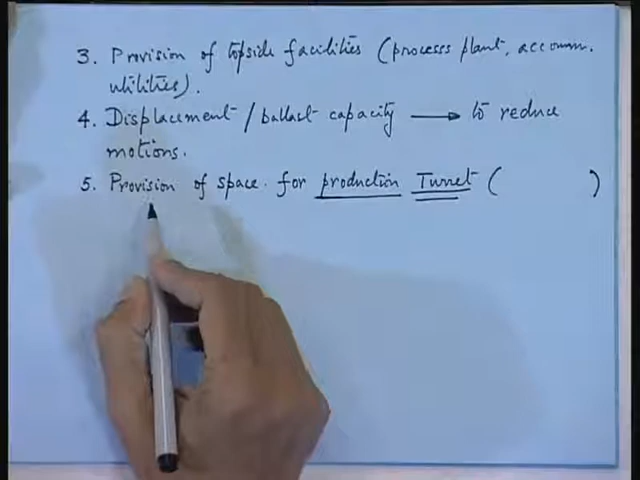 3. Provision of topside facilities (processes plant, accomm.
utilities).
4. Displacement / ballast capacity → to reduce
motions.
5. Provision of space for production Turret ( )